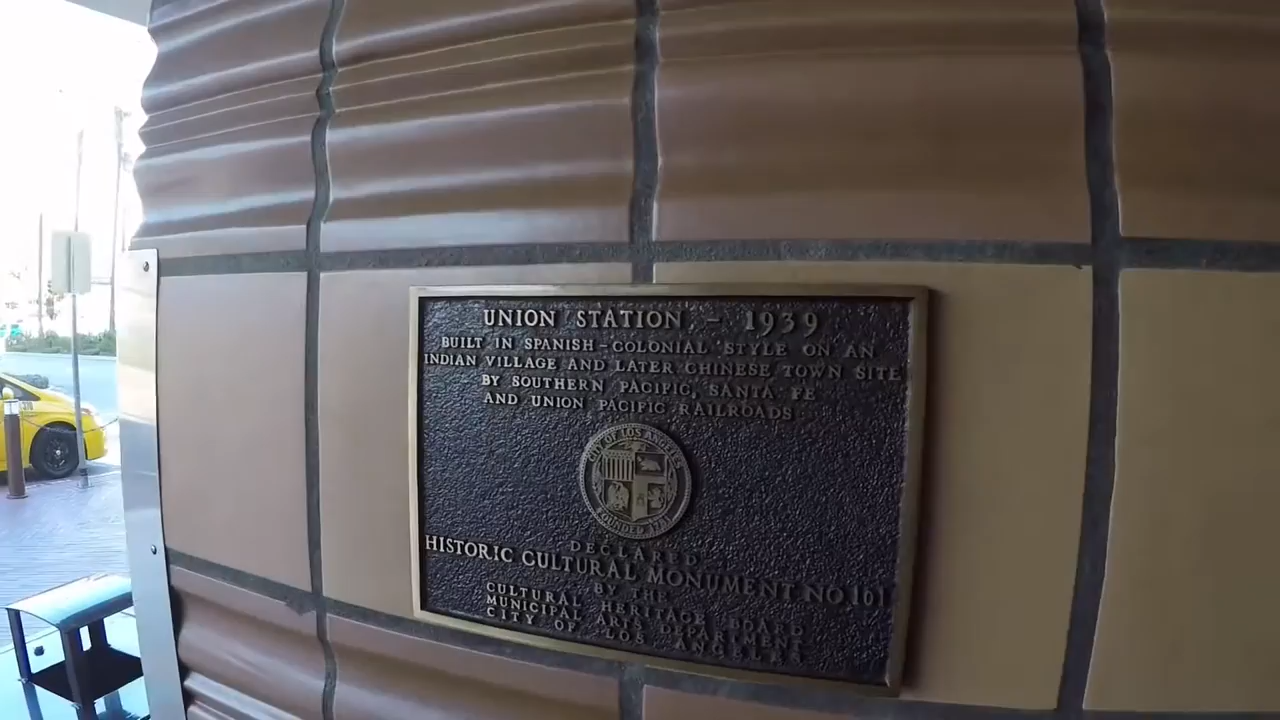 UNION STATION - 1939
BUILT IN SPANISH-COLONIAL STYLE ON AN
INDIAN VILLAGE AND LATER CHINESE TOWN SITE
BY SOUTHERN PACIFIC, SANTA FE
AND UNION PACIFIC RAILROADS
CITY OF LOS ANGELES
FOUNDED 1781
DECLARED
HISTORIC CULTURAL MONUMENT NO. 101
BY THE
CULTURAL HERITAGE BOARD
MUNICIPAL ARTS DEPARTMENT
CITY OF LOS ANGELES